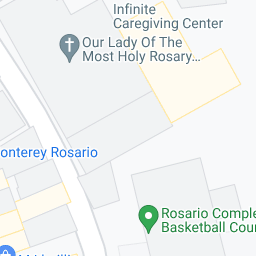 Infinite
Caregiving Center
Our Lady Of The
Most Holy Rosary...
onterey Rosario
Rosario Comple
Basketball Cour